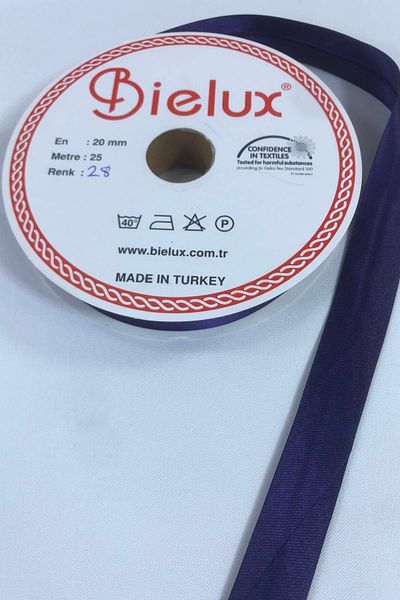 Bielux®
En : 20 mm
Metre : 25
Renk : 28
CONFIDENCE
IN TEXTILES
Tested for harmful substances
according to Oeko-Tex Standard 100
40°
P
www.bielux.com.tr
MADE IN TURKEY